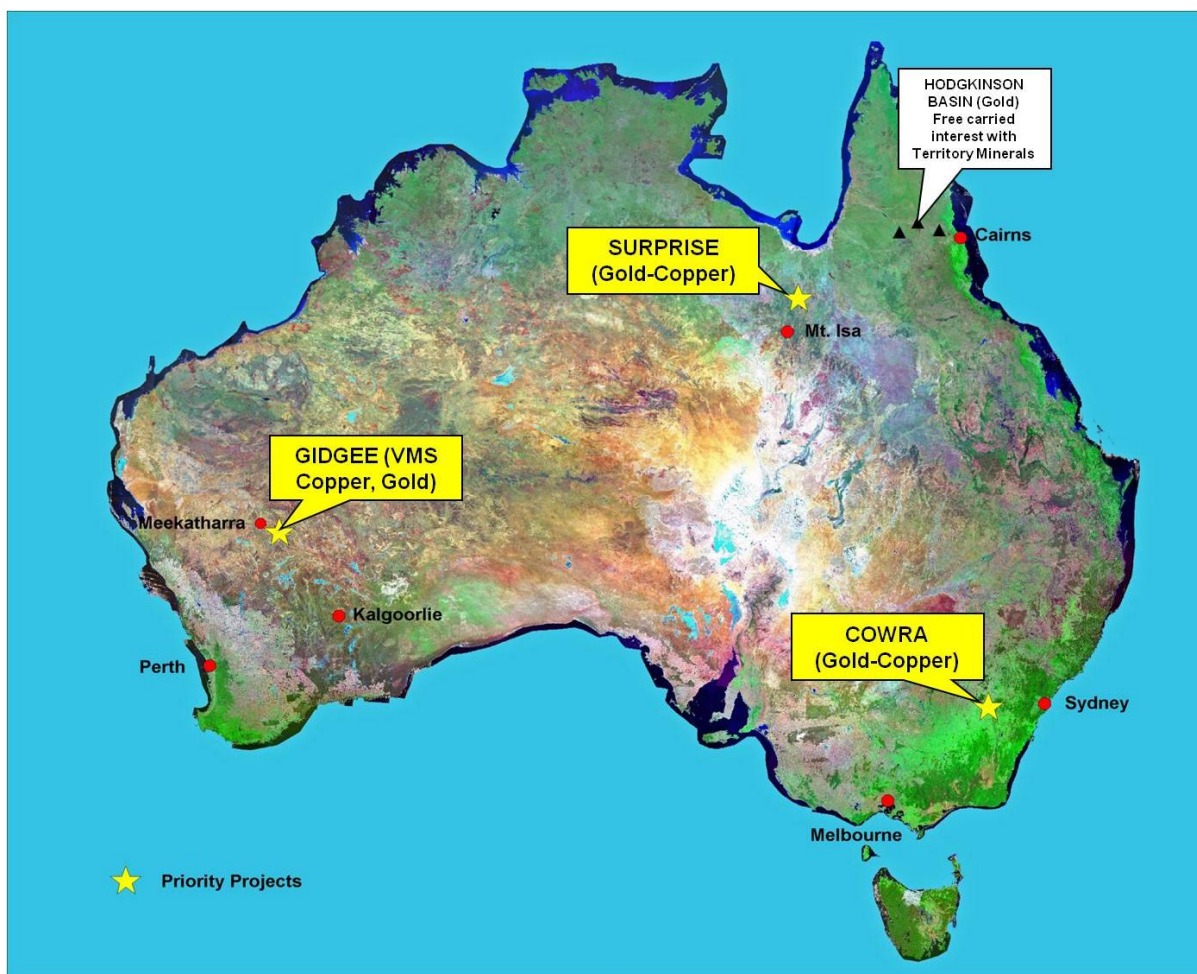 HODGKINSON
BASIN (Gold)
Free carried
interest with
Territory Minerals
Cairns
SURPRISE
(Gold-Copper)
Mt. Isa
GIDGEE (VMS
Copper, Gold)
Meekatharra
Kalgoorlie
Perth
COWRA
(Gold-Copper)
Sydney
Melbourne
Priority Projects